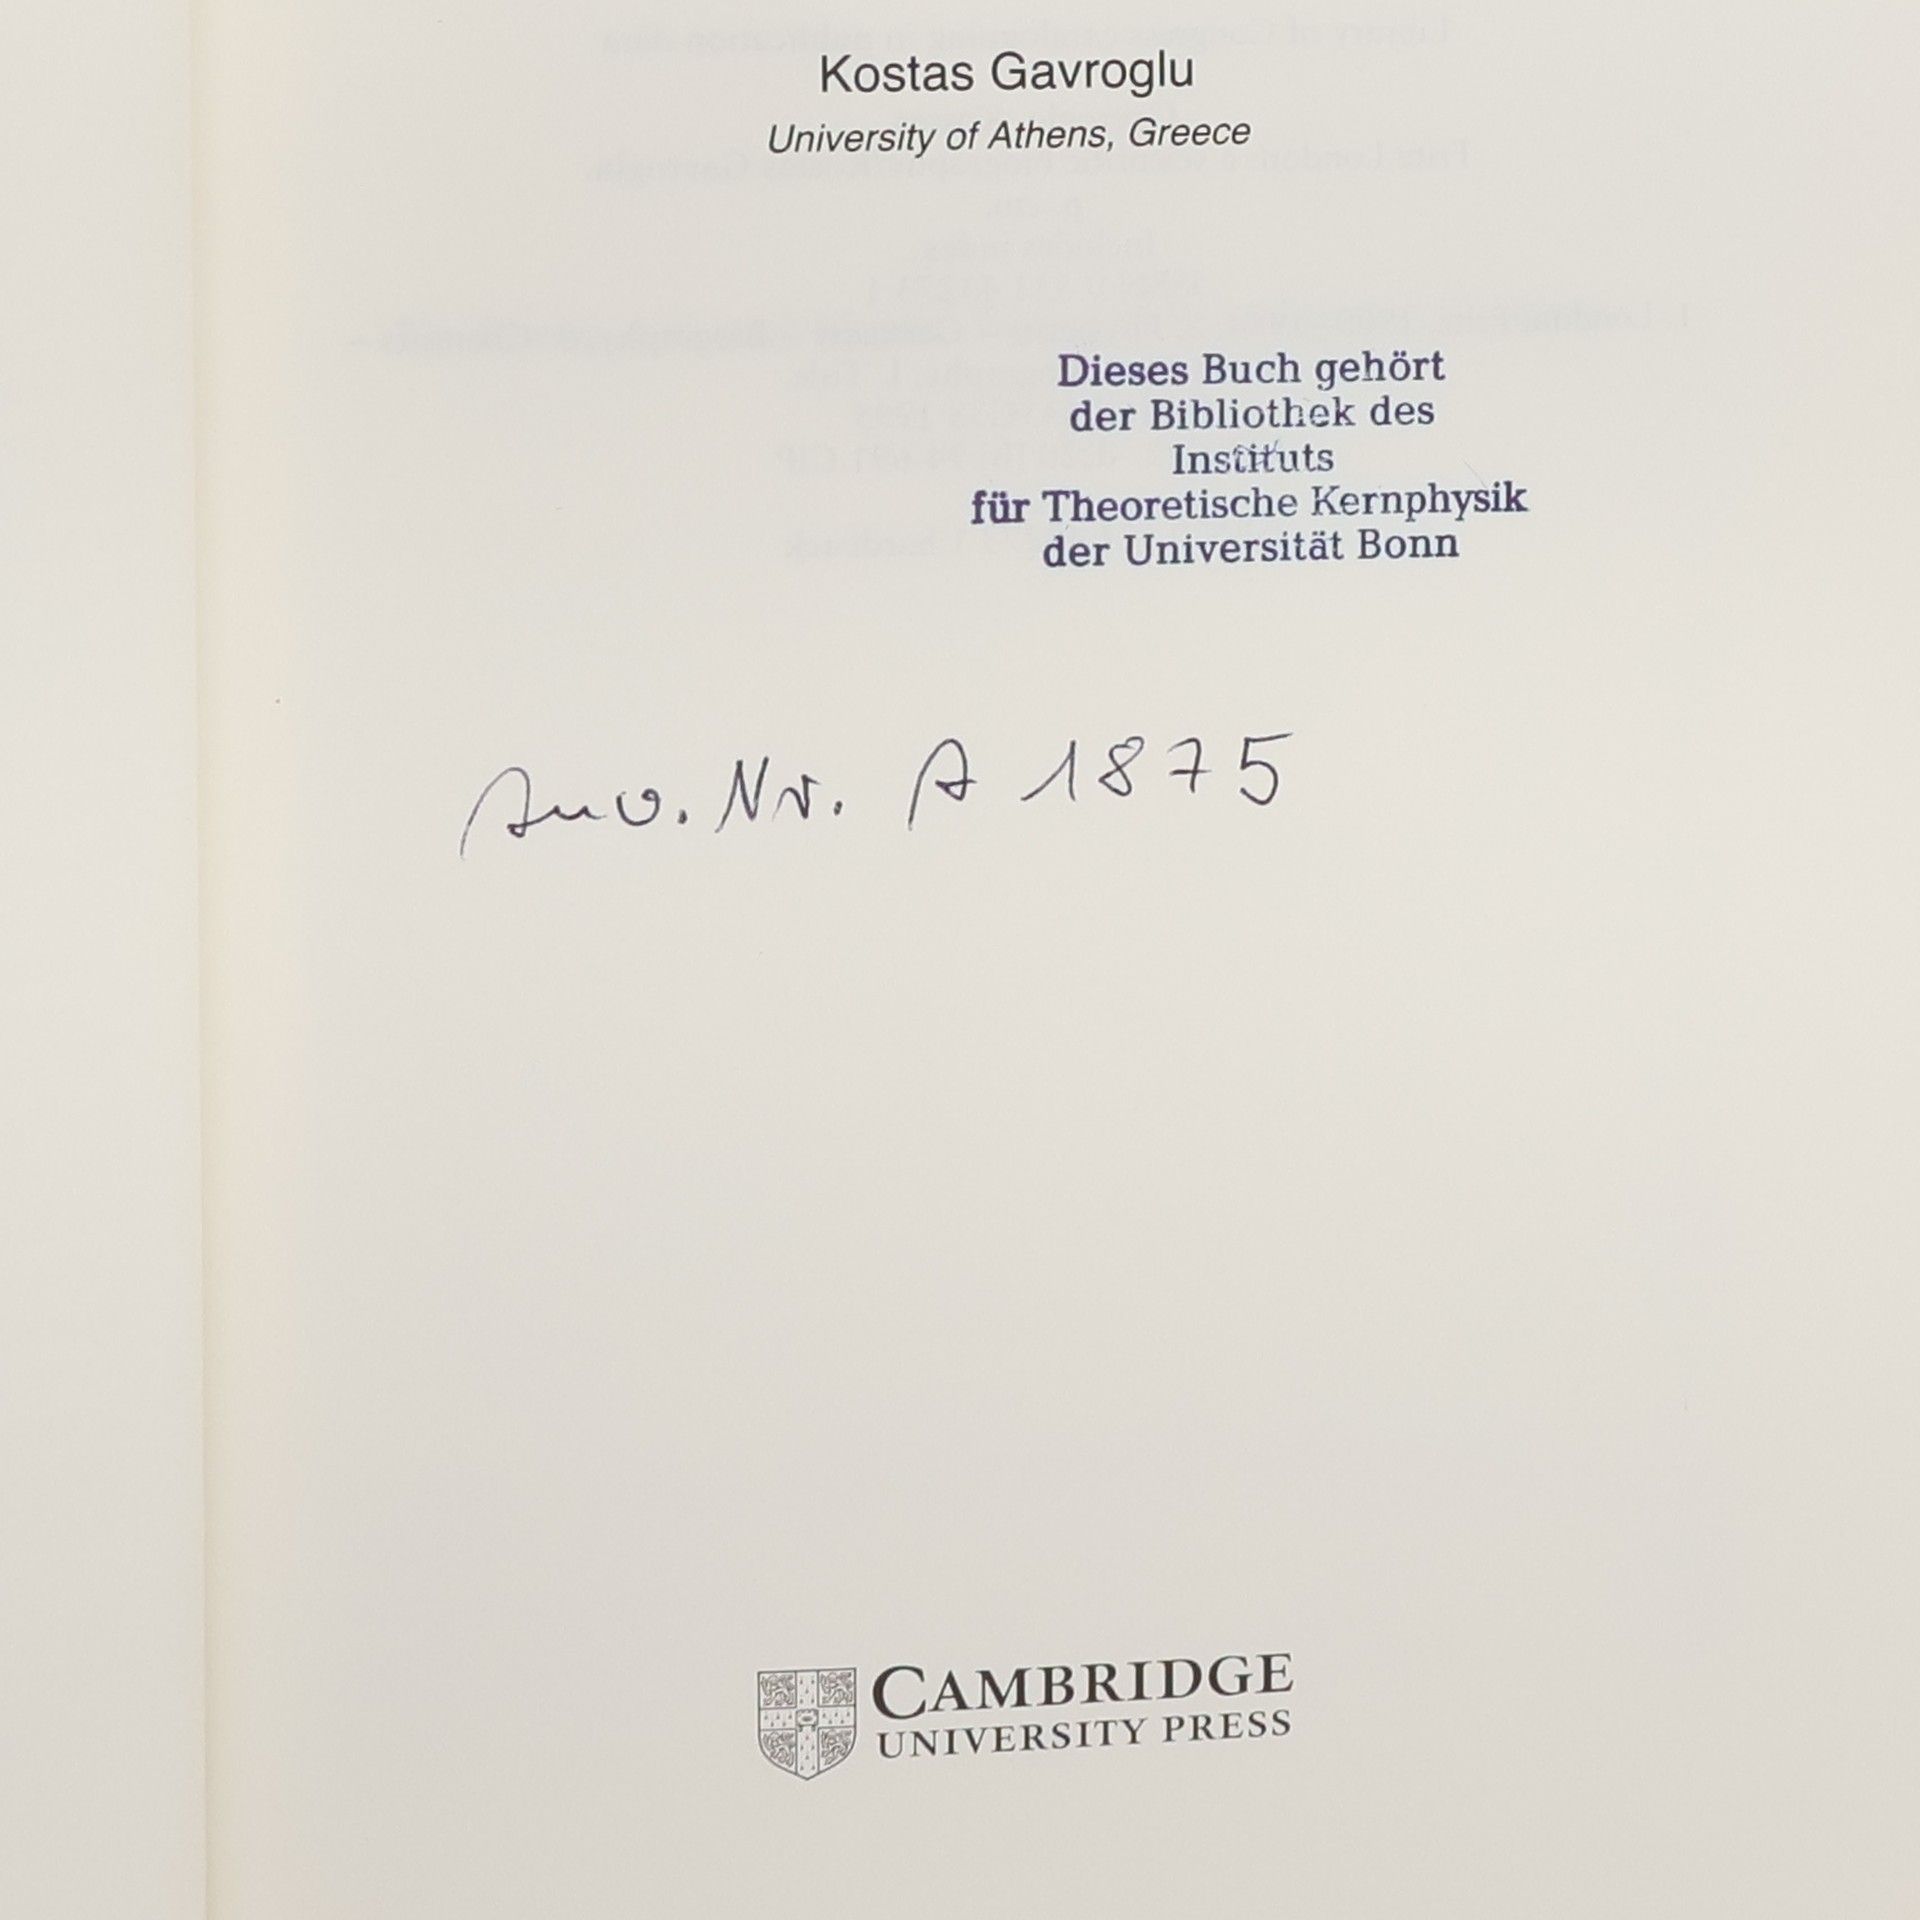 Kostas Gavroglu
University of Athens, Greece
Dieses Buch gehört
der Bibliothek des
Instituts
für Theoretische Kernphysik
der Universität Bonn
Nr. A 1875
CAMBRIDGE
UNIVERSITY PRESS